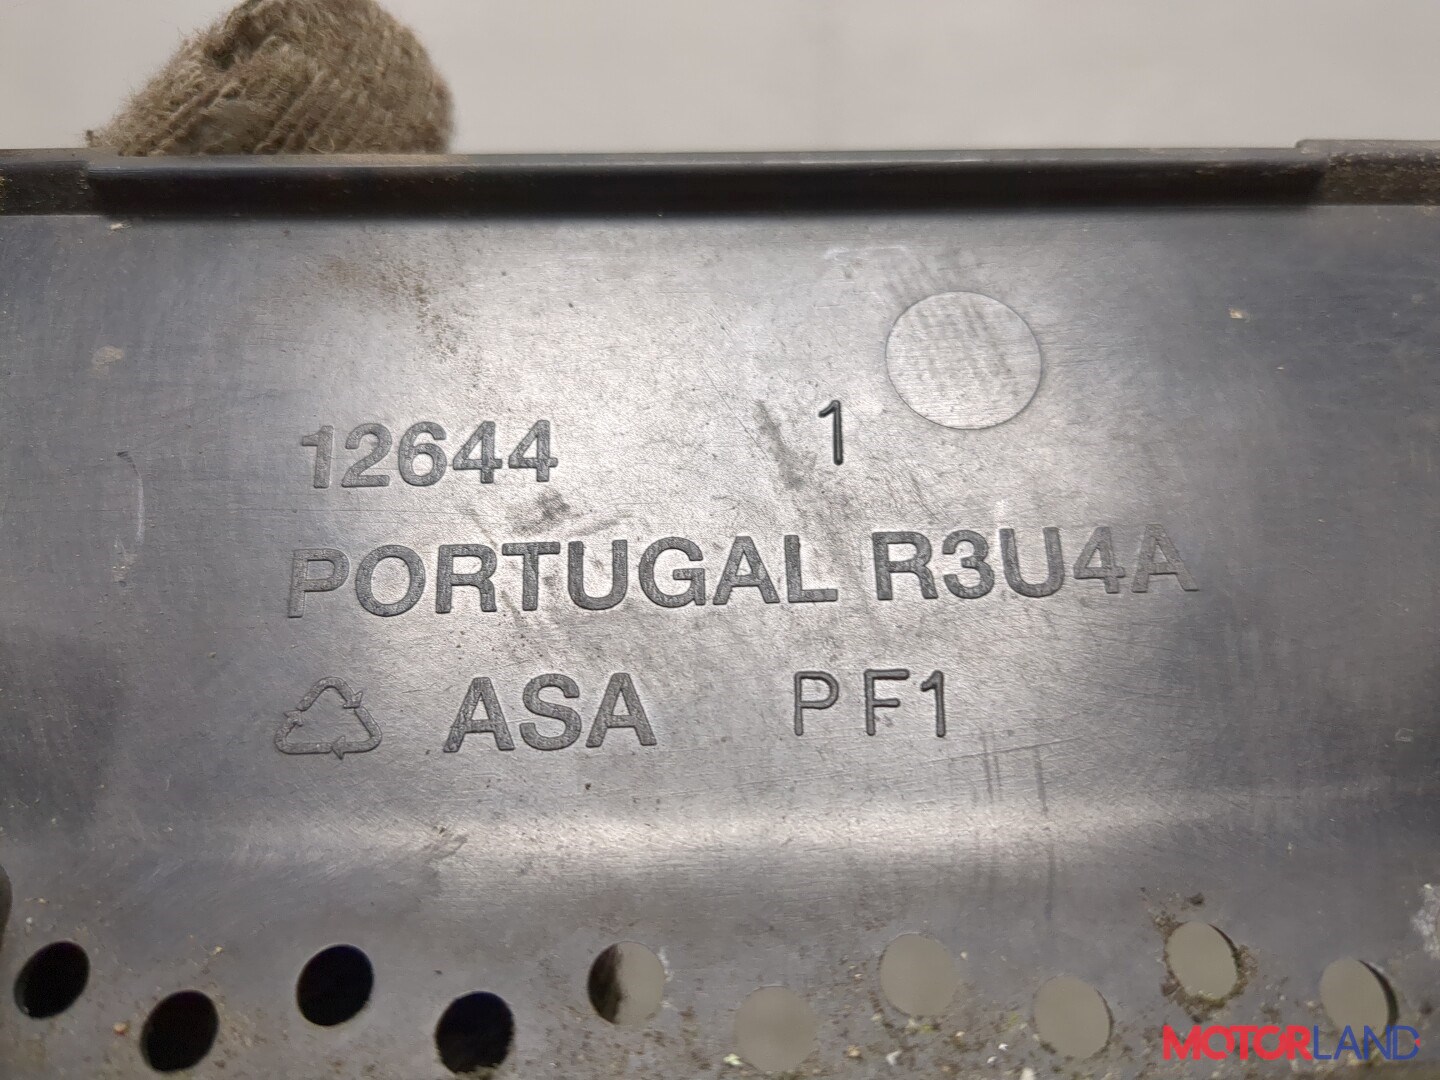 12644 1
PORTUGAL R3U4A
ASA PF1
MOTORLAND